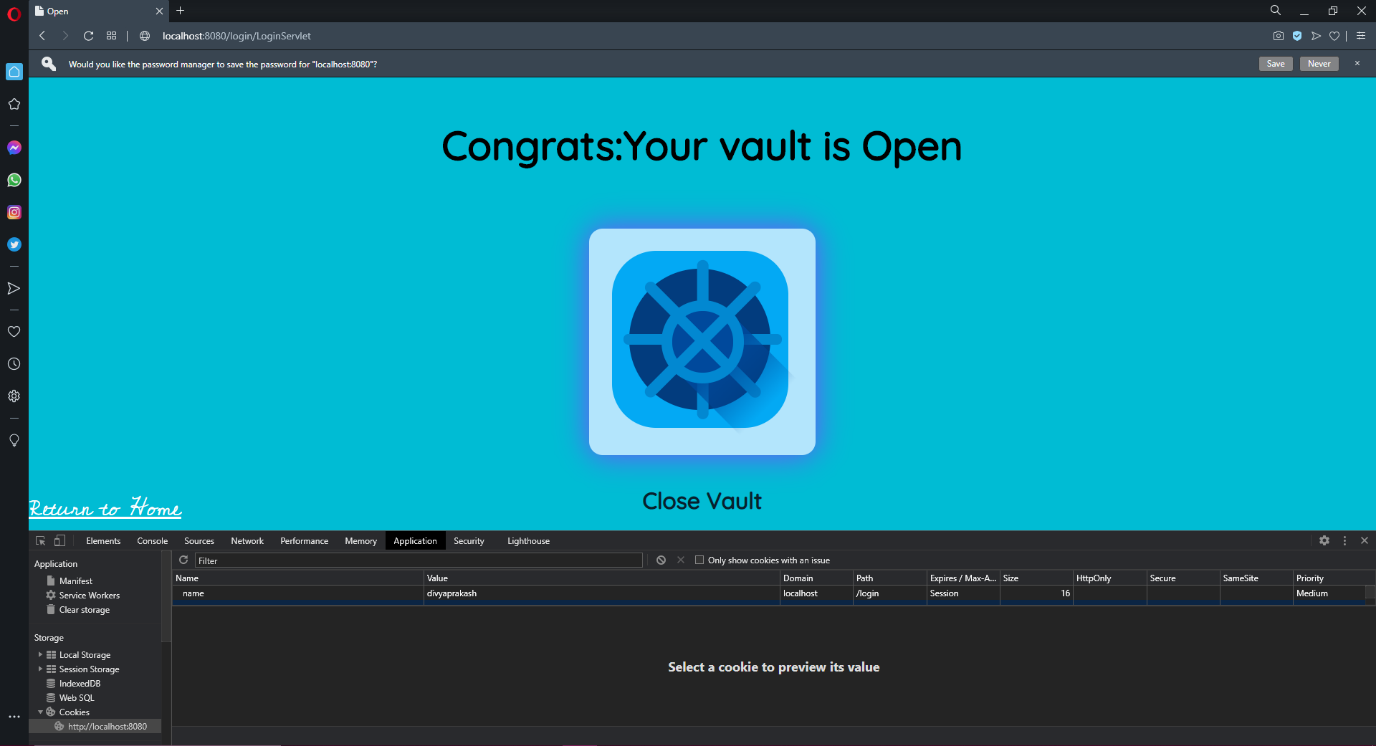 Open
localhost:8080/login/LoginServlet
Would you like the password manager to save the password for "localhost:8080"? Save Never
Congrats:Your vault is Open
Close Vault
Return to Home
Elements Console Sources Network Performance Memory Application Security Lighthouse
Application
Manifest
Service Workers
Clear storage
Storage
Local Storage
Session Storage
IndexedDB
Web SQL
Cookies
http://localhost:8080
Filter Only show cookies with an issue
Name Value Domain Path Expires / Max-A... Size HttpOnly Secure SameSite Priority
name divyaprakash localhost /login Session 16 Medium
Select a cookie to preview its value